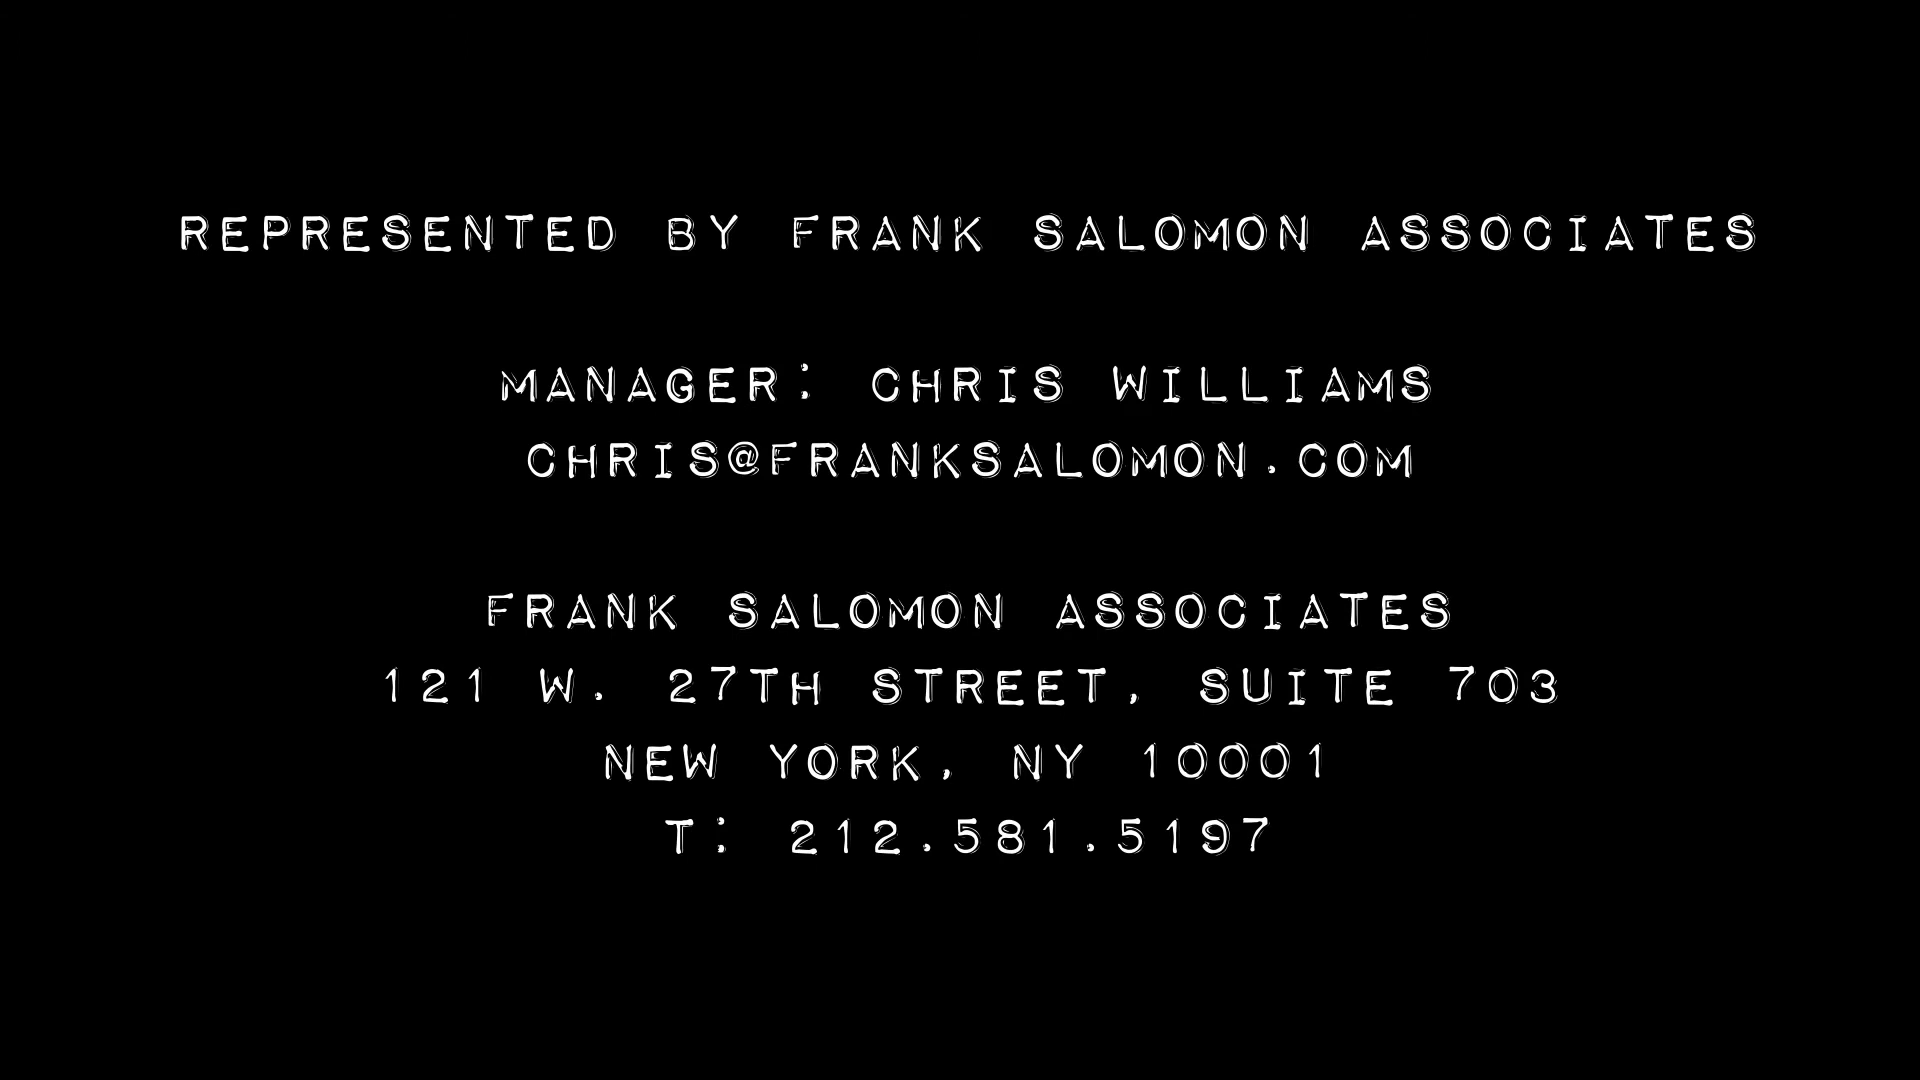 REPRESENTED BY FRANK SALOMON ASSOCIATES
MANAGER: CHRIS WILLIAMS
CHRIS@FRANKSALOMON.COM
FRANK SALOMON ASSOCIATES
121 W. 27TH STREET, SUITE 703
NEW YORK, NY 10001
T: 212.581.5197